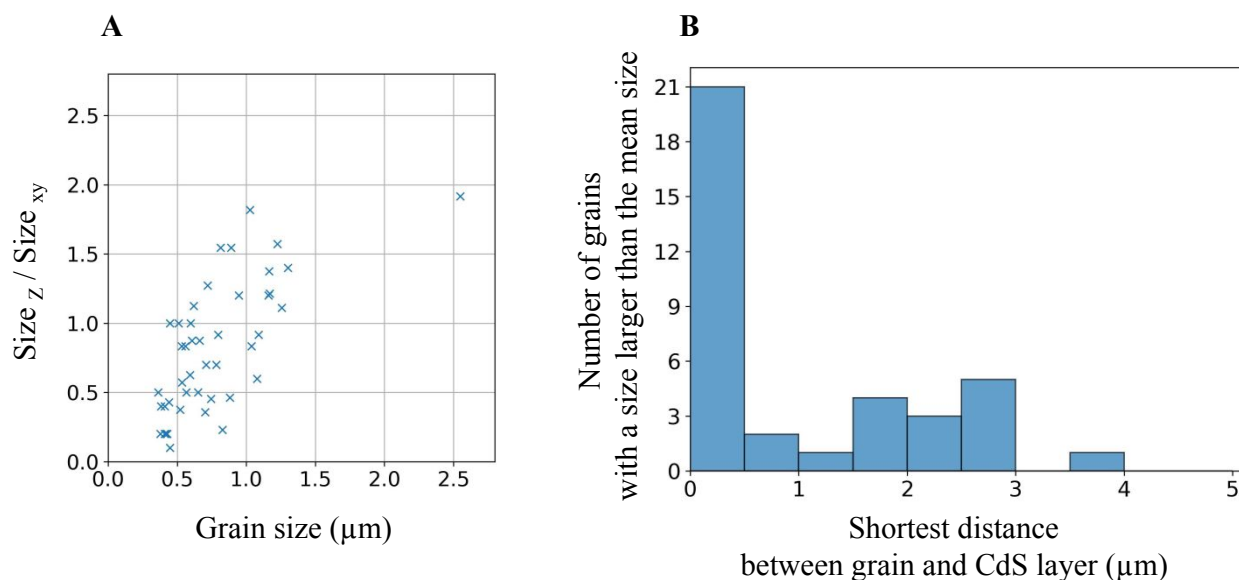 A
B
2.5
2.0
1.5
1.0
0.5
0.0
0.0 0.5 1.0 1.5 2.0 2.5
Size Z / Size xy
Grain size (µm)
Number of grains
with a size larger than the mean size
21
18
15
12
9
6
3
0
0 1 2 3 4 5
Shortest distance
between grain and CdS layer (µm)